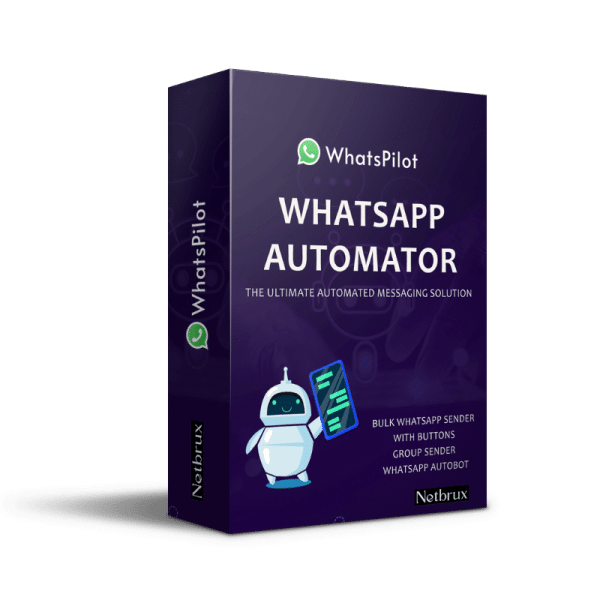 WhatsPilot
WHATSAPP
AUTOMATOR
THE ULTIMATE AUTOMATED MESSAGING SOLUTION
BULK WHATSAPP SENDER
WITH BUTTONS
GROUP SENDER
WHATSAPP AUTOBOT
Netbrux
WhatsPilot
Netbrux